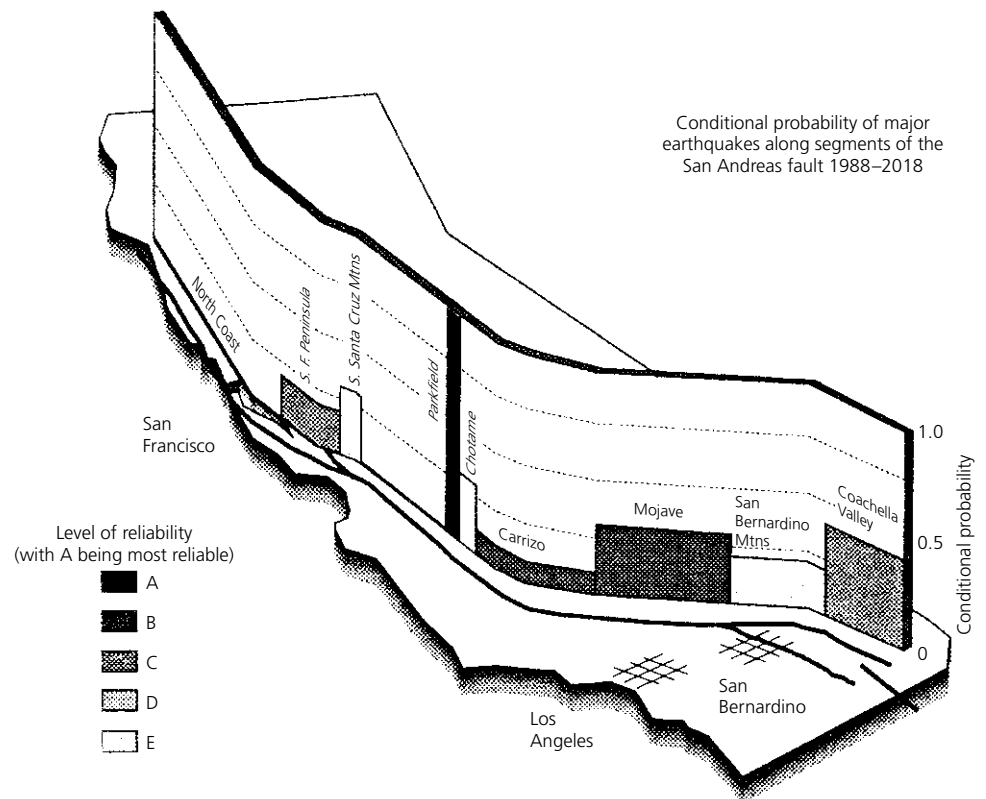 Conditional probability of major
earthquakes along segments of the
San Andreas fault 1988–2018
North Coast
S. F. Peninsula
S. Santa Cruz Mtns
Parkfield
Chotame
Carrizo
Mojave
San
Bernardino
Mtns
Coachella
Valley
1.0
0.5
0
Conditional probability
San
Francisco
Los
Angeles
San
Bernardino
Level of reliability
(with A being most reliable)
A
B
C
D
E